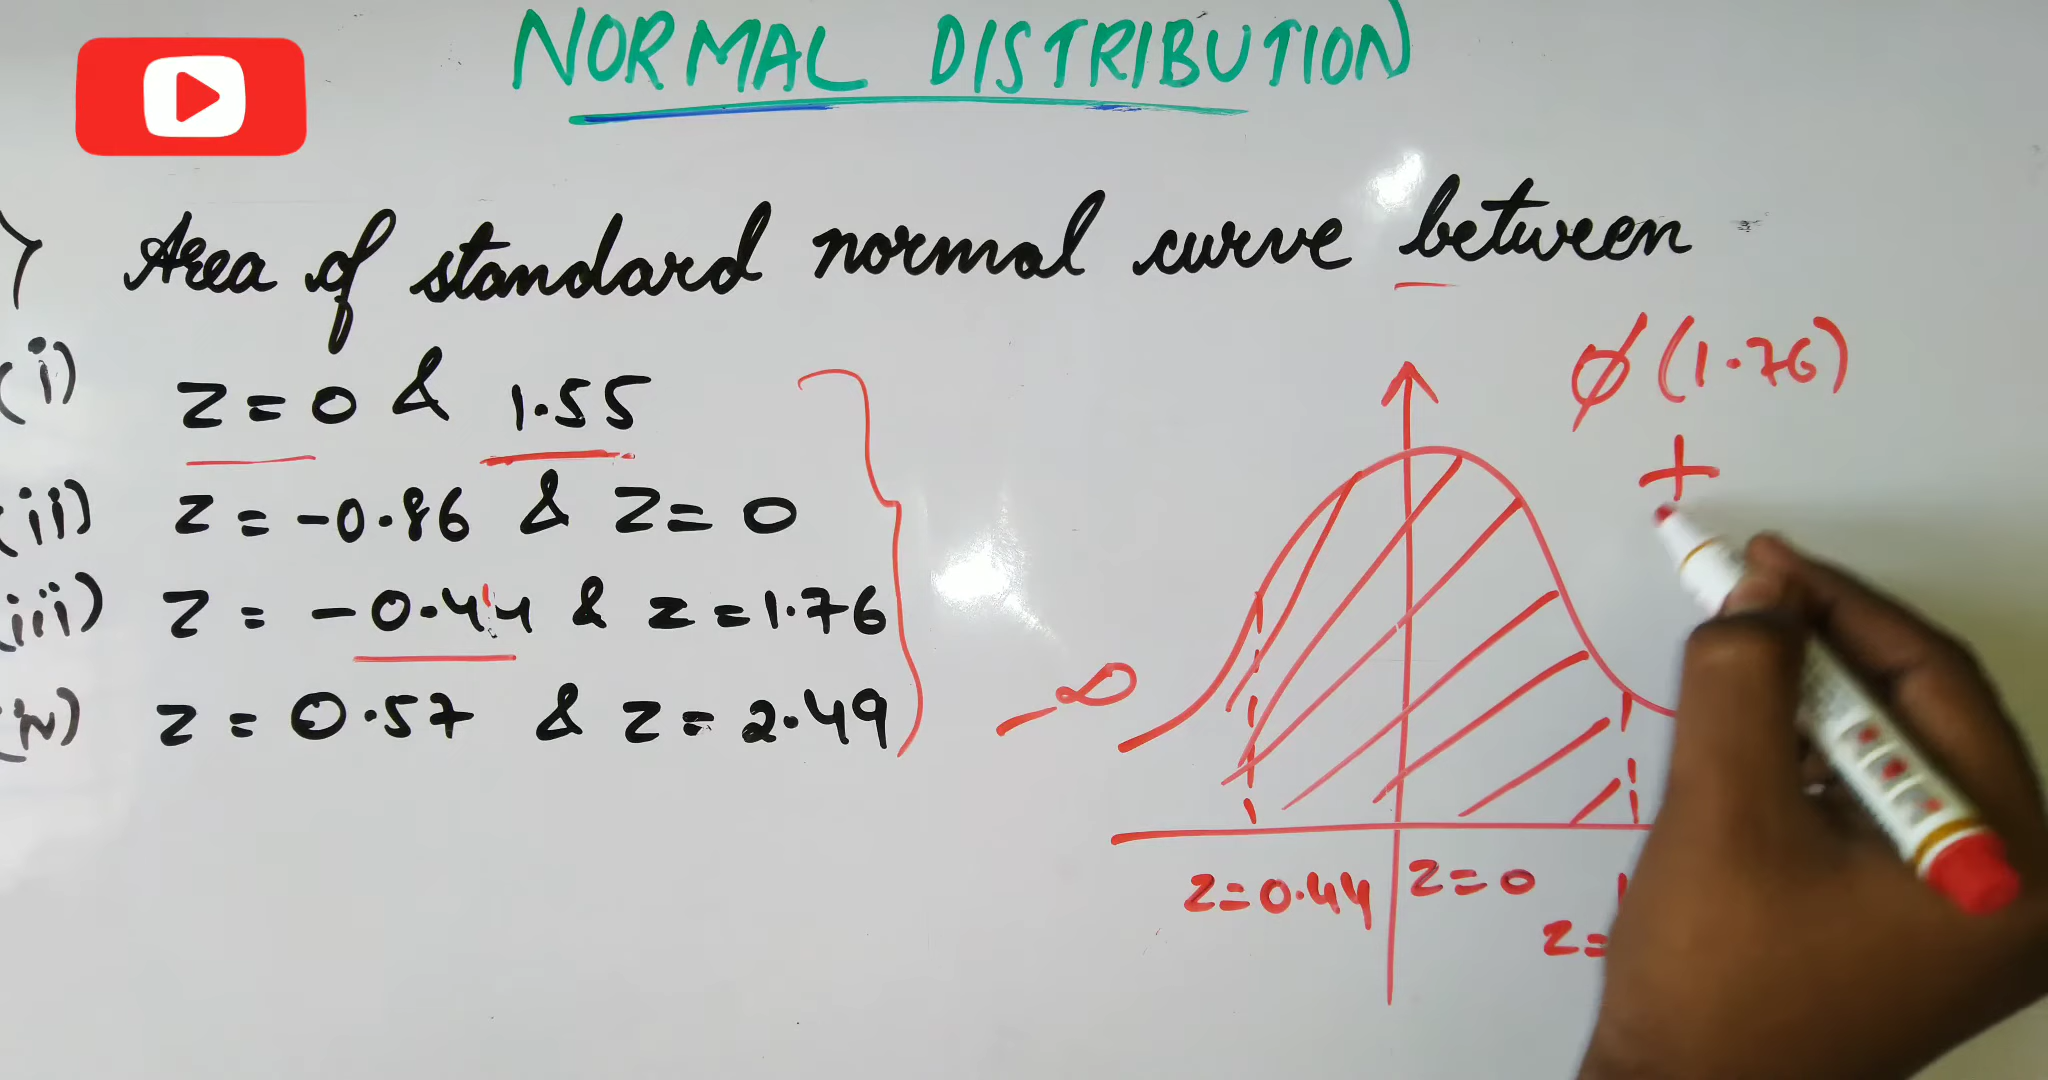 NORMAL DISTRIBUTION
Area of standard normal curve between
(i) Z = 0 & 1.55
(ii) Z = -0.86 & Z = 0
(iii) Z = -0.44 & Z = 1.76
(iv) Z = 0.57 & Z = 2.49
ϕ(1.76)
+
-∞
Z=0.44
Z=0
Z=